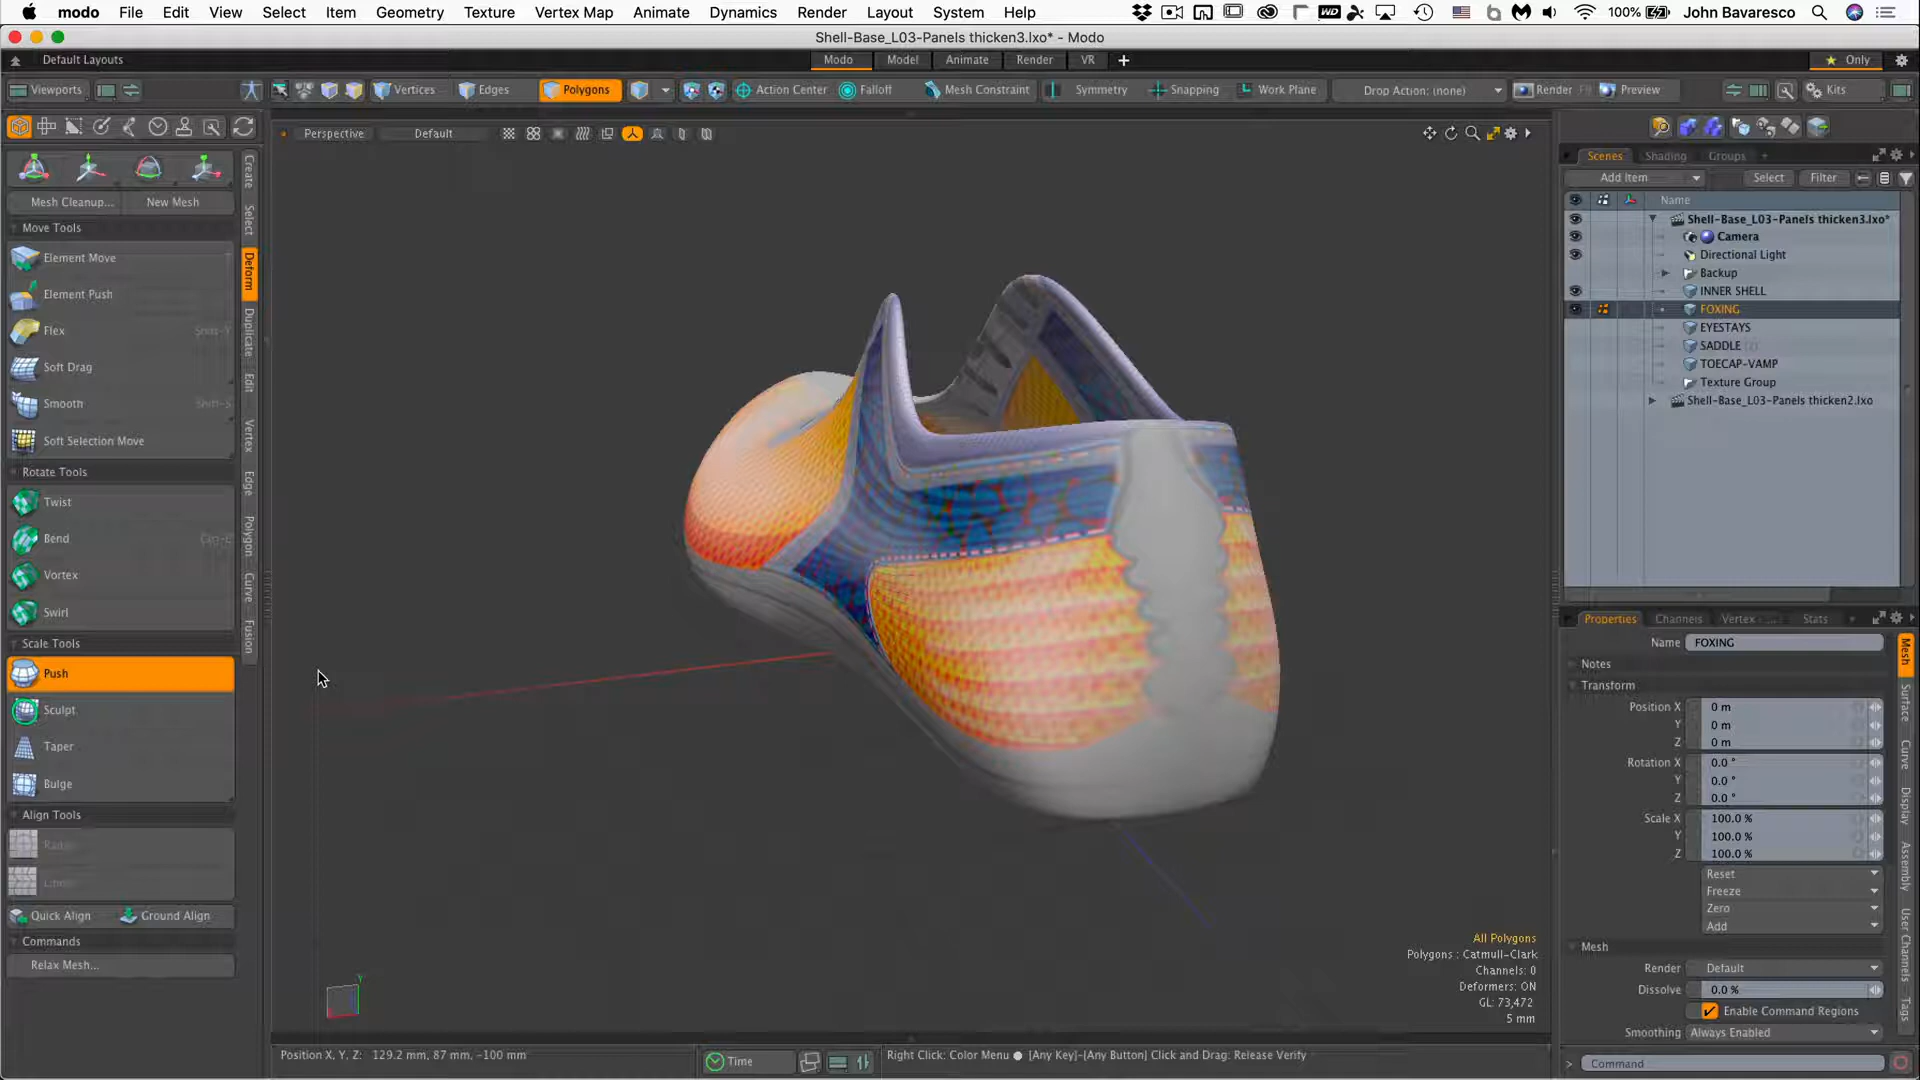 modo File Edit View Select Item Geometry Texture Vertex Map Animate Dynamics Render Layout System Help 100% John Bavaresco
Shell-Base_L03-Panels thicken3.lxo* - Modo
Default Layouts Modo Model Animate Render VR Only
Viewports Vertices Edges Polygons Action Center Falloff Mesh Constraint Symmetry Snapping Work Plane Drop Action: (none) Render Preview Kits
Perspective Default
Mesh Cleanup... New Mesh
Move Tools
Element Move
Element Push
Flex
Soft Drag
Smooth
Soft Selection Move
Rotate Tools
Twist
Bend
Vortex
Swirl
Scale Tools
Push
Sculpt
Taper
Bulge
Align Tools
Quick Align Ground Align
Commands
Relax Mesh...
Create
Select
Deform
Duplicate
Edit
Vertex
Edge
Polygon
Curve
Fusion
All Polygons
Polygons : Catmull-Clark
Channels: 0
Deformers: ON
GL: 73,472
5 mm
Position X, Y, Z: 129.2 mm, 87 mm, -100 mm
Time
Right Click: Color Menu ● [Any Key]-[Any Button] Click and Drag: Release Verify
Scenes Shading Groups +
Add Item Select Filter
Name
Shell-Base_L03-Panels thicken3.lxo*
Camera
Directional Light
Backup
INNER SHELL
FOXING
EYESTAYS
SADDLE
TOECAP-VAMP
Texture Group
Shell-Base_L03-Panels thicken2.lxo
Properties Channels Vertex ... Stats
Name FOXING
Notes
Transform
Position X 0 m
Y 0 m
Z 0 m
Rotation X 0.0 °
Y 0.0 °
Z 0.0 °
Scale X 100.0 %
Y 100.0 %
Z 100.0 %
Reset
Freeze
Zero
Add
Mesh
Render Default
Dissolve 0.0 %
Enable Command Regions
Smoothing Always Enabled
Command
Mesh
Surface
Curve
Display
Assembly
User Channels
Tags